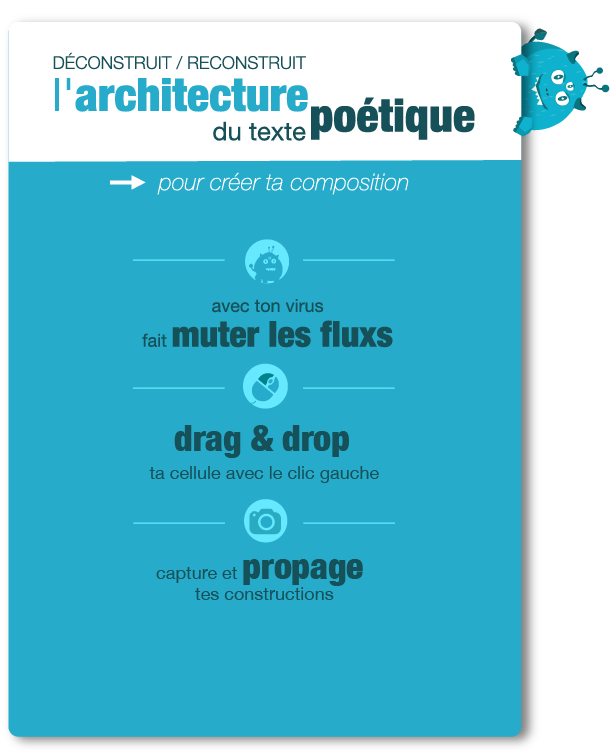 DÉCONSTRUIT / RECONSTRUIT
l'architecture
du texte poétique
pour créer ta composition
avec ton virus
fait muter les fluxs
drag & drop
ta cellule avec le clic gauche
capture et propage
tes constructions